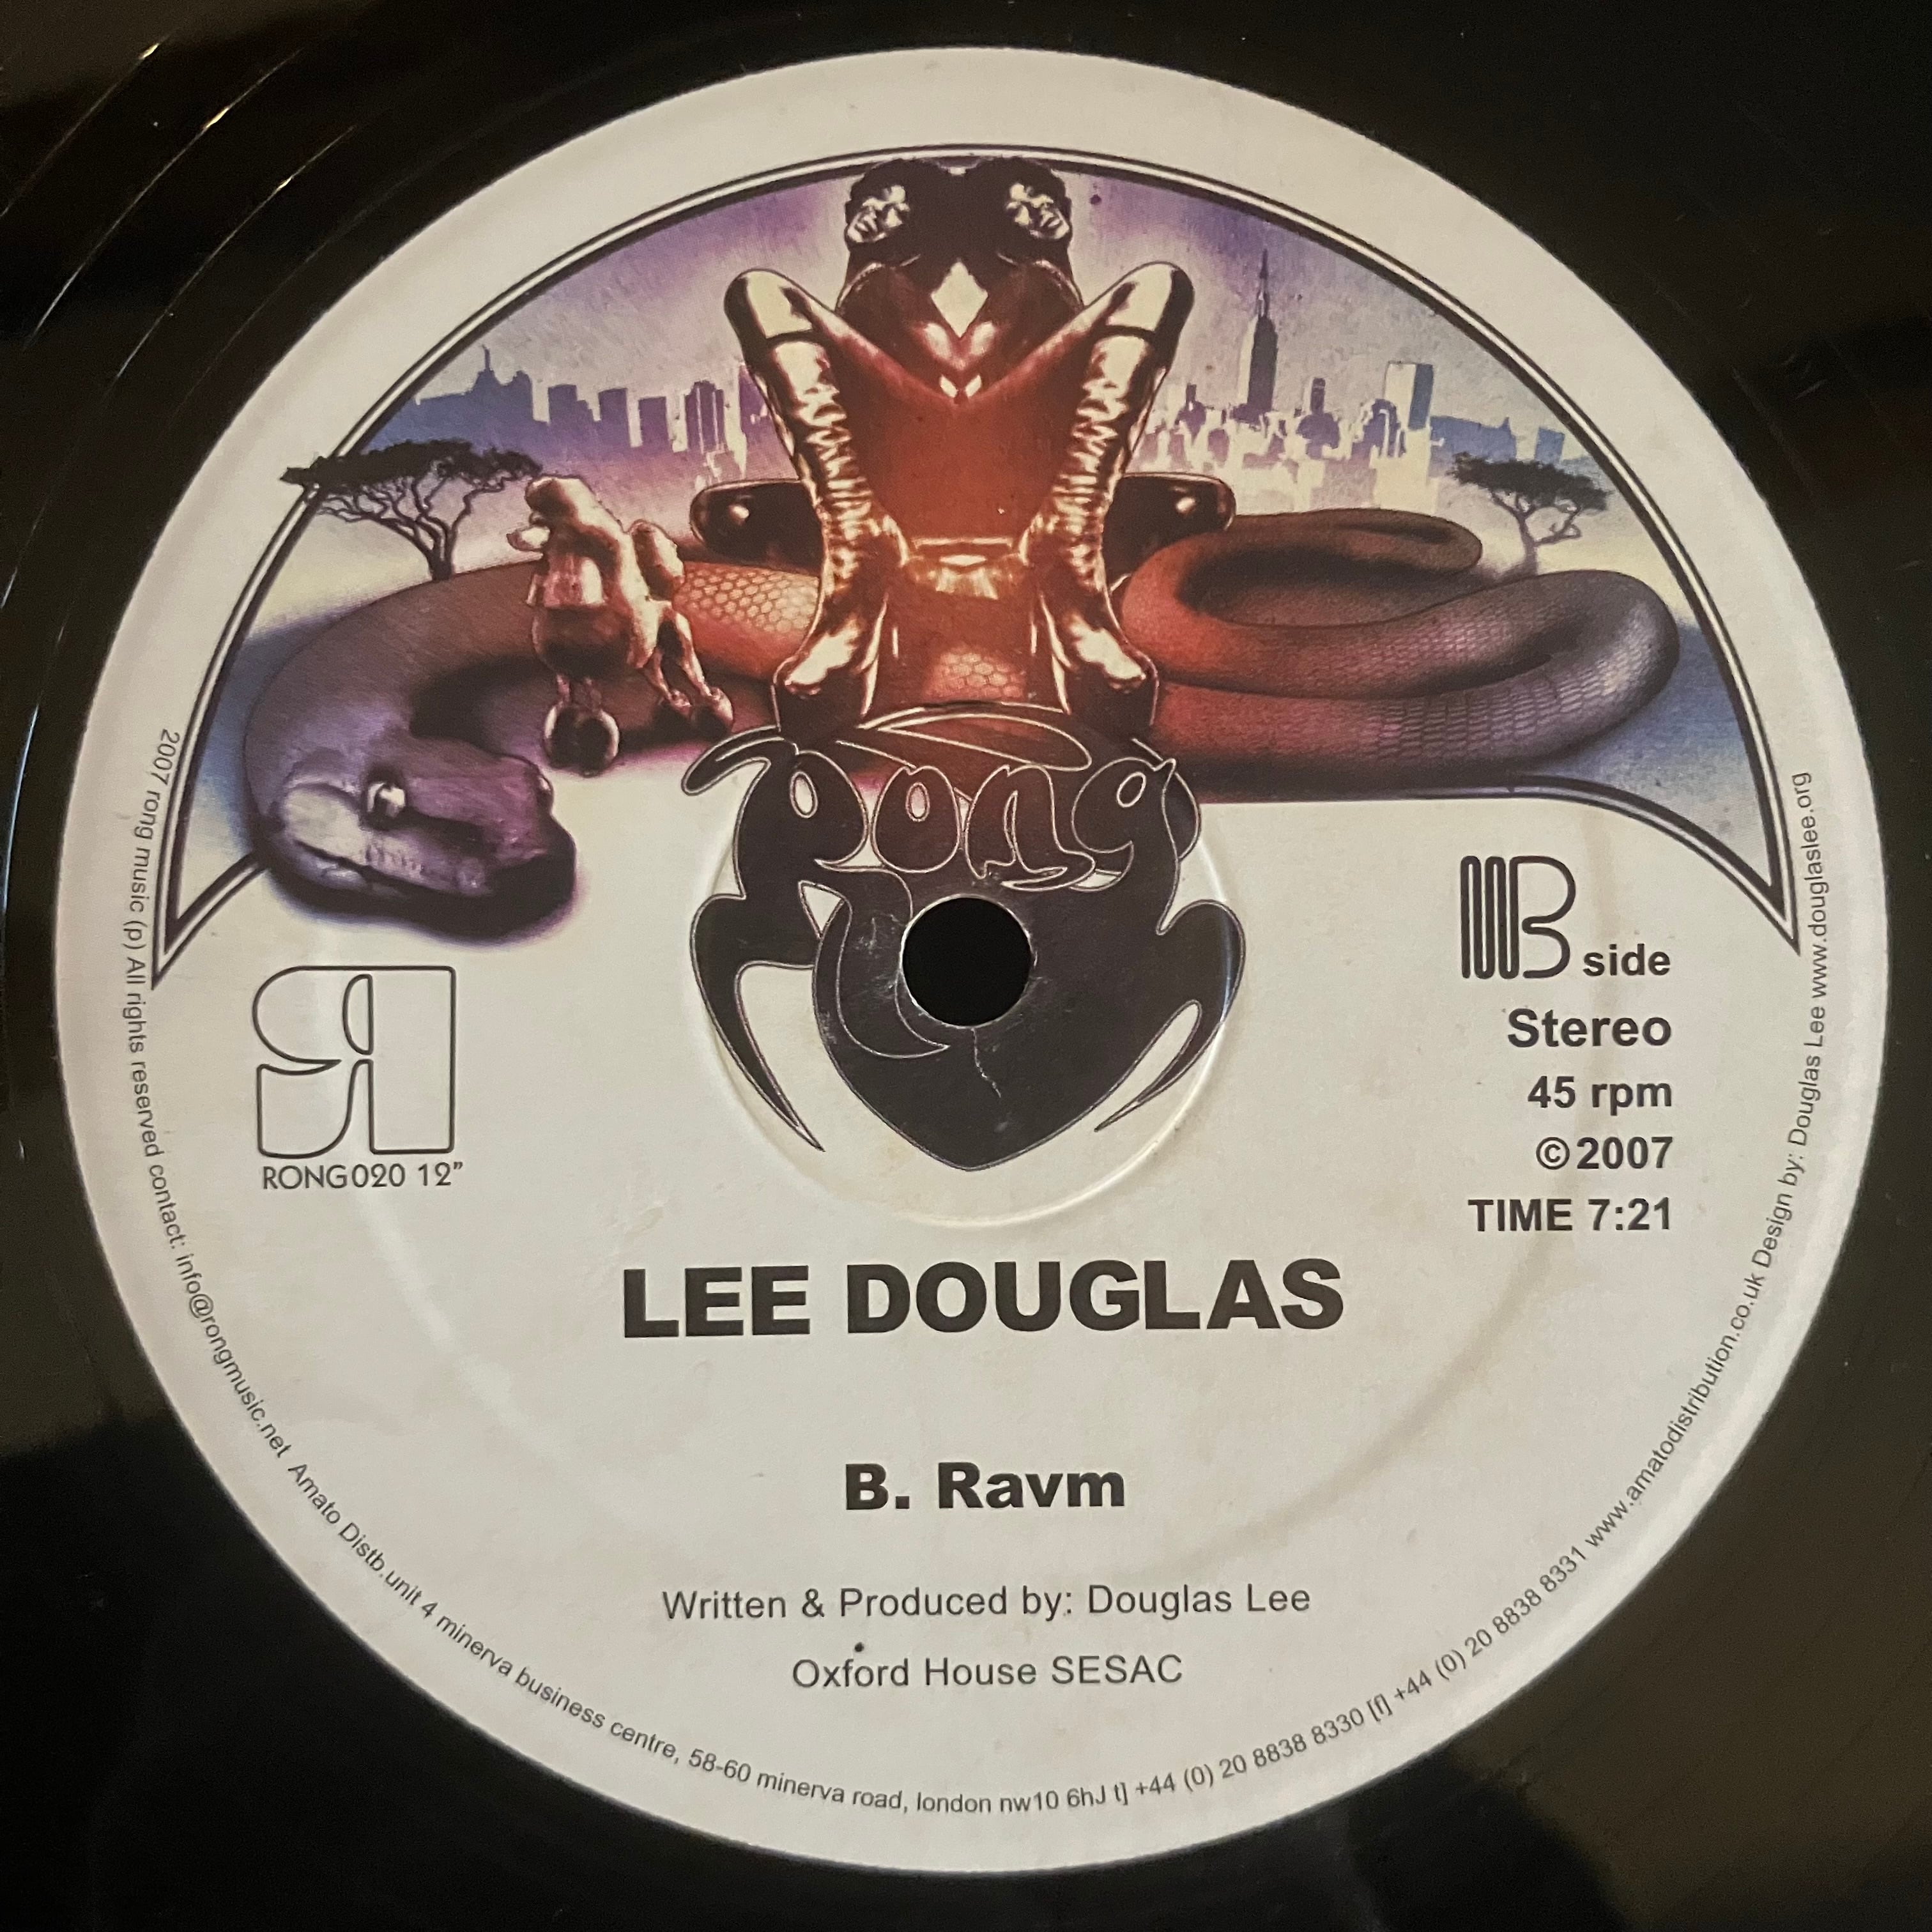 Rong
R
RONG020 12”
B side
Stereo
45 rpm
©2007
TIME 7:21
LEE DOUGLAS
B. Ravm
Written & Produced by: Douglas Lee
Oxford House SESAC
2007 rong music (p) All rights reserved contact: info@rongmusic.net Amato Distb.unit 4 minerva business centre, 58-60 minerva road, london nw10 6hJ t] +44 (0) 20 8838 8330 [f] +44 (0) 20 8838 8331 www.amatodistribution.co.uk Design by: Douglas Lee www.douglaslee.org